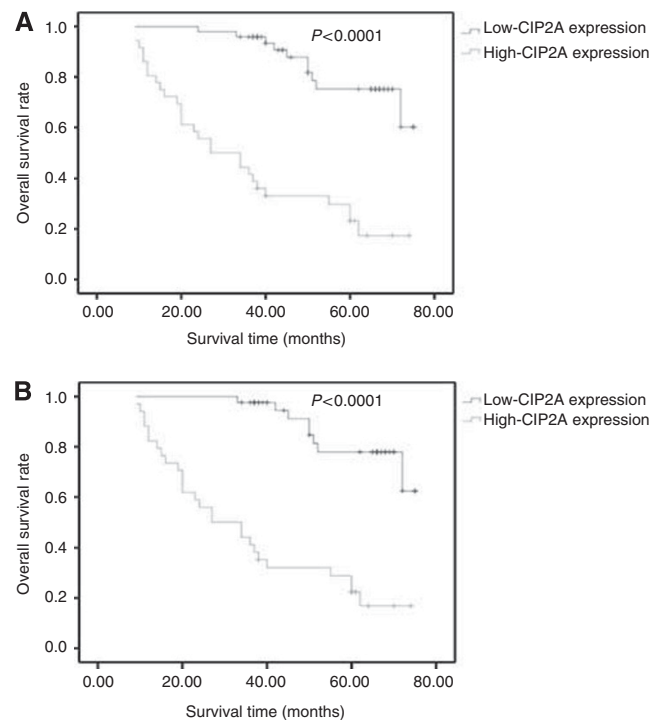 A
P<0.0001
Low-CIP2A expression
High-CIP2A expression
Overall survival rate
1.0
0.8
0.6
0.4
0.2
0.0
0.00 20.00 40.00 60.00 80.00
Survival time (months)
B
P<0.0001
Low-CIP2A expression
High-CIP2A expression
Overall survival rate
1.0
0.8
0.6
0.4
0.2
0.0
0.00 20.00 40.00 60.00 80.00
Survival time (months)